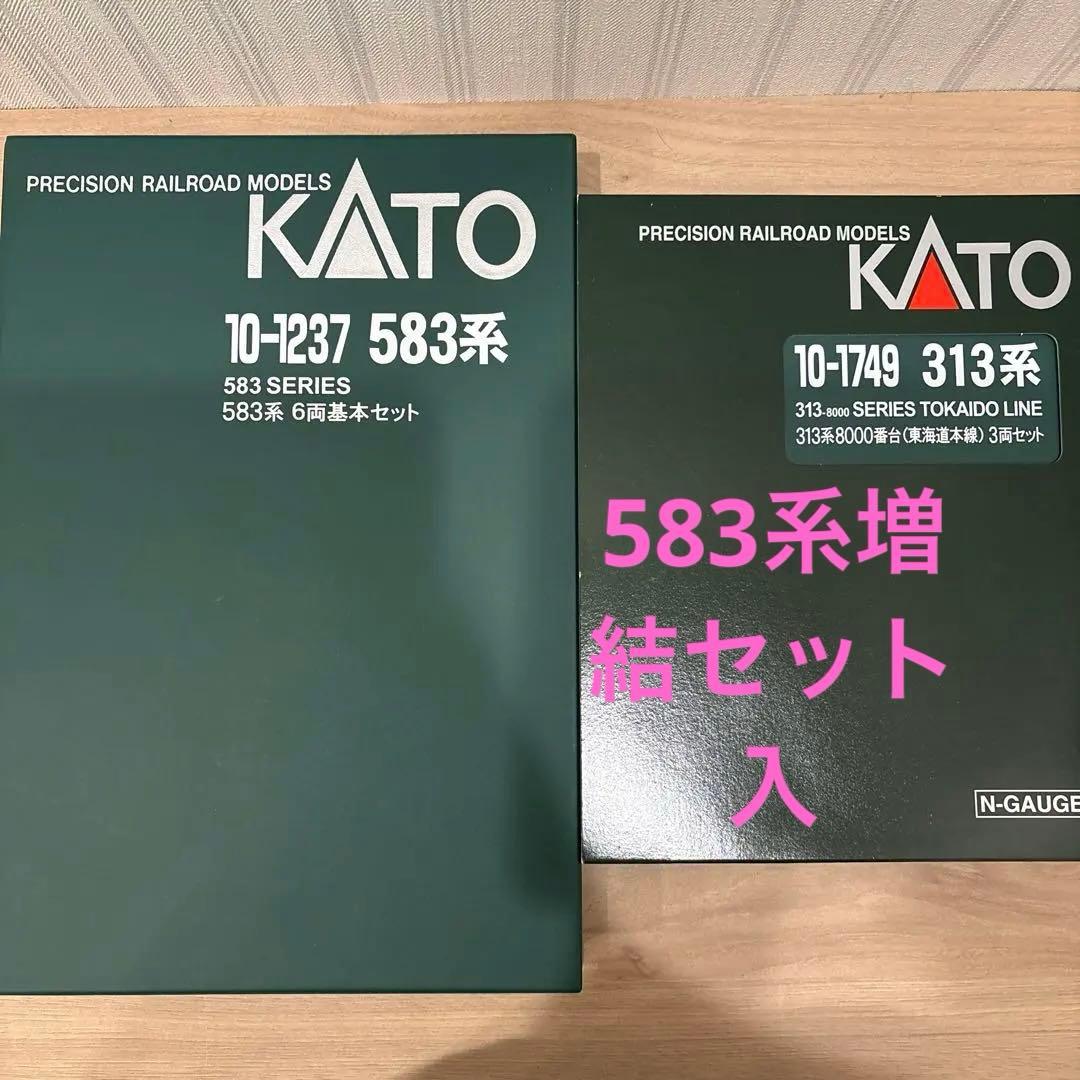 PRECISION RAILROAD MODELS
KATO
10-1237 583系
583 SERIES
583系 6両基本セット
PRECISION RAILROAD MODELS
KATO
10-1749 313系
313-8000 SERIES TOKAIDO LINE
313系8000番台(東海道本線) 3両セット
583系増
結セット
入
N-GAUGE